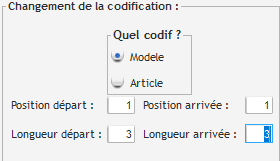 Changement de la codification :
Quel codif ?
Modele
Article
Position départ : 1 Position arrivée : 1
Longueur départ : 3 Longueur arrivée : 3